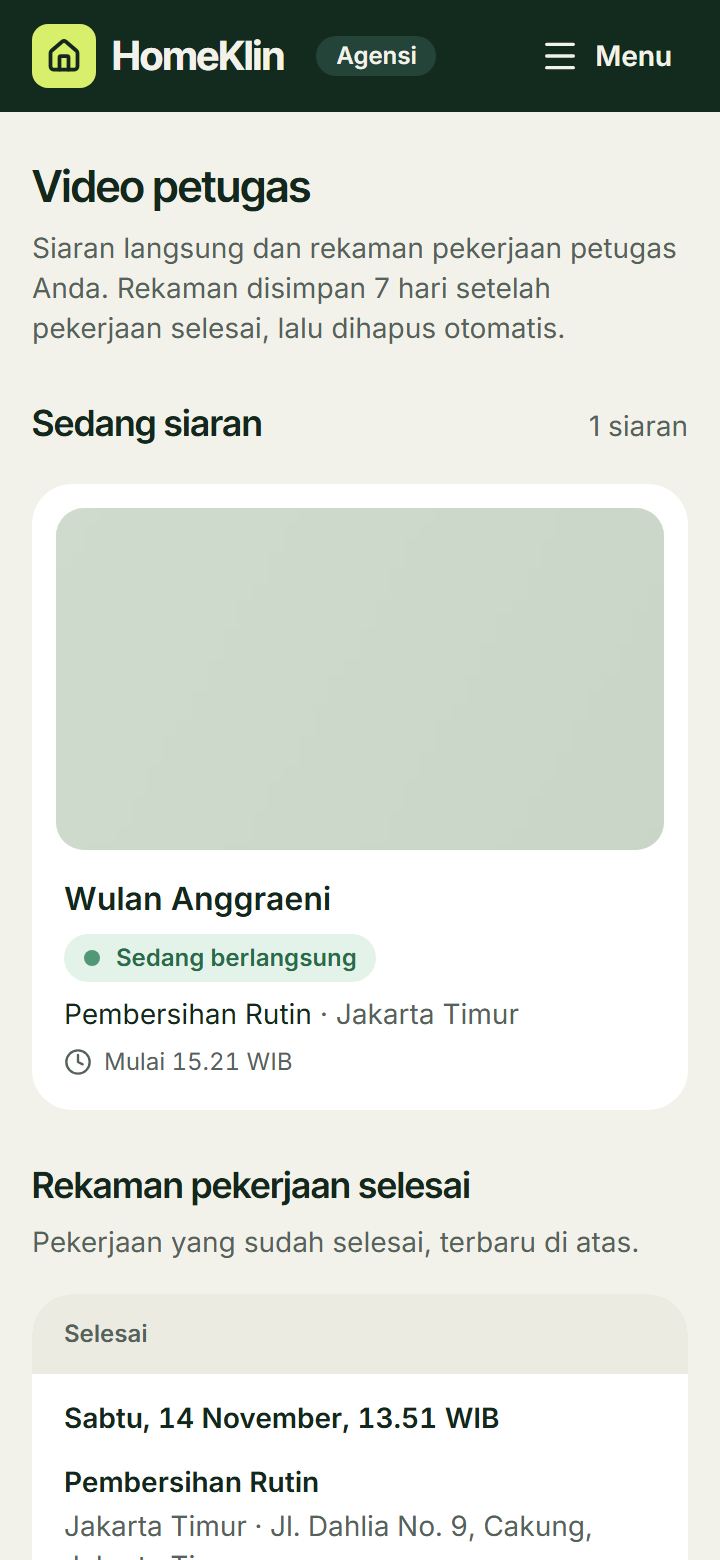 HomeKlin
Agensi
Menu
Video petugas
Siaran langsung dan rekaman pekerjaan petugas
Anda. Rekaman disimpan 7 hari setelah
pekerjaan selesai, lalu dihapus otomatis.
Sedang siaran
1 siaran
Wulan Anggraeni
Sedang berlangsung
Pembersihan Rutin · Jakarta Timur
Mulai 15.21 WIB
Rekaman pekerjaan selesai
Pekerjaan yang sudah selesai, terbaru di atas.
Selesai
Sabtu, 14 November, 13.51 WIB
Pembersihan Rutin
Jakarta Timur · Jl. Dahlia No. 9, Cakung,